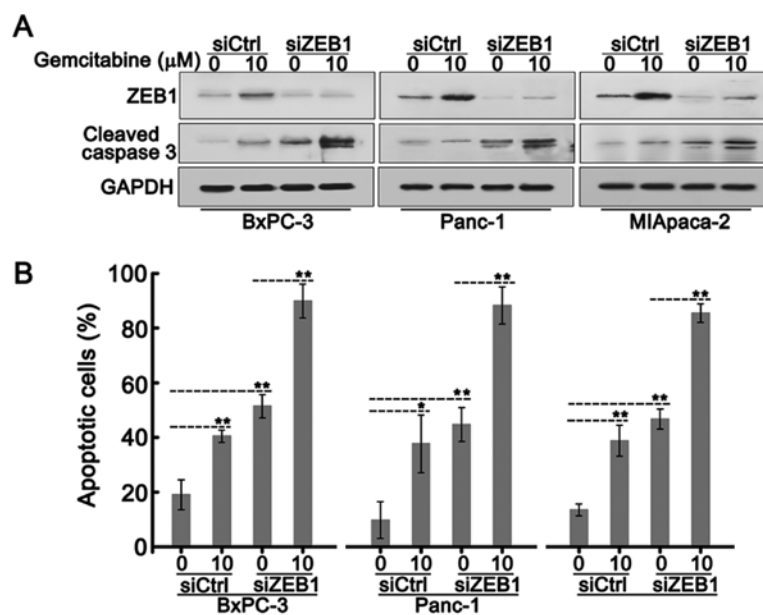 A
siCtrl siZEB1 siCtrl siZEB1 siCtrl siZEB1
Gemcitabine (μM) 0 10 0 10 0 10 0 10 0 10 0 10
ZEB1
Cleaved
caspase 3
GAPDH
BxPC-3 Panc-1 MIApaca-2
B
Apoptotic cells (%)
100
80
60
40
20
0
** ** **
** ** **
** * **
0 10 0 10 0 10 0 10 0 10 0 10
siCtrl siZEB1 siCtrl siZEB1 siCtrl siZEB1
BxPC-3 Panc-1